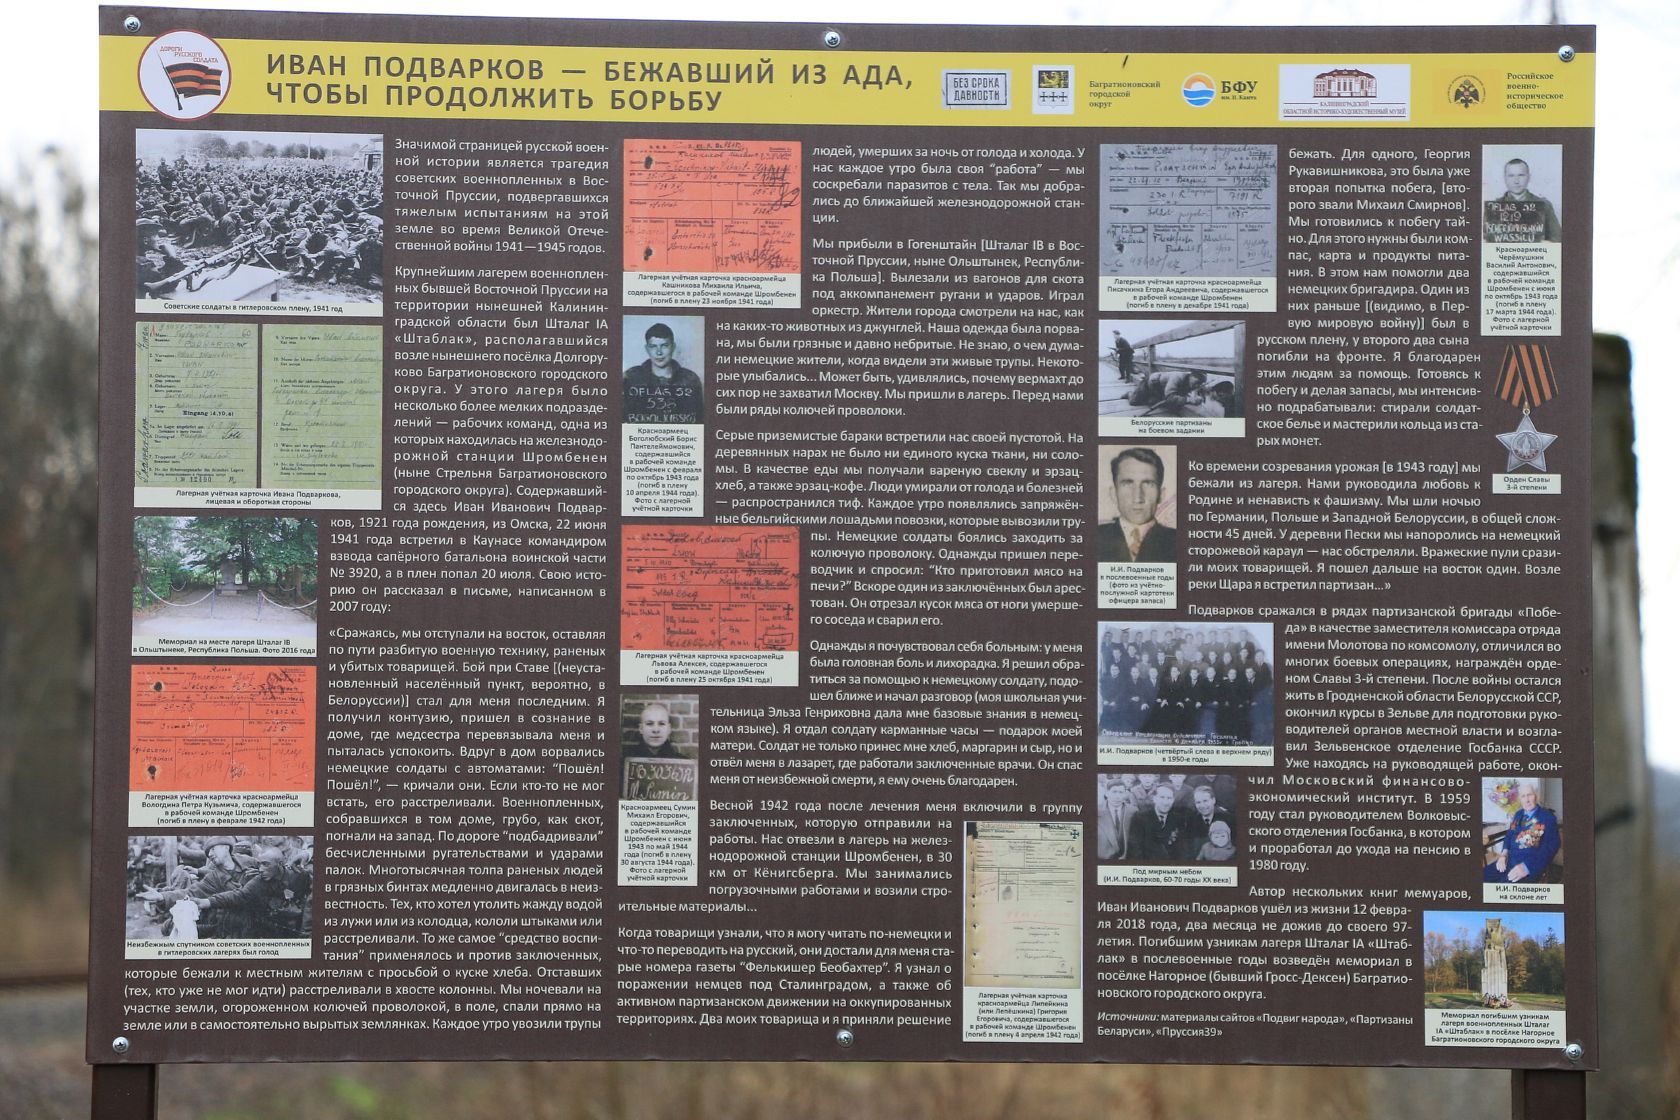 ДОРОГИ
РУССКОГО
СОЛДАТА
ИВАН ПОДВАРКОВ — БЕЖАВШИЙ ИЗ АДА,
ЧТОБЫ ПРОДОЛЖИТЬ БОРЬБУ
БЕЗ СРОКА
ДАВНОСТИ
Багратионовский
городской
округ
БФУ
им. И. Канта
КАЛИНИНГРАДСКИЙ
ОБЛАСТНОЙ ИСТОРИКО-ХУДОЖЕСТВЕННЫЙ МУЗЕЙ
Российское
военно-
историческое
общество
Советские солдаты в гитлеровском плену, 1941 год
Лагерная учётная карточка Ивана Подваркова,
лицевая и оборотная стороны
Мемориал на месте лагеря Шталаг IB
в Ольштынеке, Республика Польша. Фото 2016 года
Лагерная учётная карточка красноармейца
Вологдина Петра Кузьмича, содержавшегося
в рабочей команде Шромбенен
(погиб в плену в феврале 1942 года)
Неизбежным спутником советских военнопленных
в гитлеровских лагерях был голод
Значимой страницей русской воен-
ной истории является трагедия
советских военнопленных в Вос-
точной Пруссии, подвергавшихся
тяжелым испытаниям на этой
земле во время Великой Отече-
ственной войны 1941—1945 годов.
Крупнейшим лагерем военноплен-
ных бывшей Восточной Пруссии на
территории нынешней Калинин-
градской области был Шталаг IA
«Штаблак», располагавшийся
возле нынешнего посёлка Долгору-
ково Багратионовского городского
округа. У этого лагеря было
несколько более мелких подразде-
лений — рабочих команд, одна из
которых находилась на железнодо-
рожной станции Шромбенен
(ныне Стрельня Багратионовского
городского округа). Содержавший-
ся здесь Иван Иванович Подвар-
ков, 1921 года рождения, из Омска, 22 июня
1941 года встретил в Каунасе командиром
взвода сапёрного батальона воинской части
№ 3920, а в плен попал 20 июля. Свою исто-
рию он рассказал в письме, написанном в
2007 году:
«Сражаясь, мы отступали на восток, оставляя
по пути разбитую военную технику, раненых
и убитых товарищей. Бой при Ставе [(неуста-
новленный населённый пункт, вероятно, в
Белоруссии)] стал для меня последним. Я
получил контузию, пришел в сознание в
доме, где медсестра перевязывала меня и
пыталась успокоить. Вдруг в дом ворвались
немецкие солдаты с автоматами: “Пошёл!
Пошёл!”, — кричали они. Если кто-то не мог
встать, его расстреливали. Военнопленных,
собравшихся в том доме, грубо, как скот,
погнали на запад. По дороге “подбадривали”
бесчисленными ругательствами и ударами
палок. Многотысячная толпа раненых людей
в грязных бинтах медленно двигалась в неиз-
вестность. Тех, кто хотел утолить жажду водой
из лужи или из колодца, кололи штыками или
расстреливали. То же самое “средство воспи-
тания” применялось и против заключенных,
которые бежали к местным жителям с просьбой о куске хлеба. Отставших
(тех, кто уже не мог идти) расстреливали в хвосте колонны. Мы ночевали на
участке земли, огороженном колючей проволокой, в поле, спали прямо на
земле или в самостоятельно вырытых землянках. Каждое утро увозили трупы
Лагерная учётная карточка красноармейца
Кашникова Михаила Ильича,
содержавшегося в рабочей команде Шромбенен
(погиб в плену 23 ноября 1941 года)
OFLAG 52
Красноармеец
Боголюбский Борис
Пантелеймонович,
содержавшийся
в рабочей команде
Шромбенен с февраля
по октябрь 1943 года
(погиб в плену
10 апреля 1944 года).
Фото с лагерной
учётной карточки
Лагерная учётная карточка красноармейца
Львова Алексея, содержавшегося
в рабочей команде Шромбенен
(погиб в плену 25 октября 1941 года)
Красноармеец Сумин
Михаил Егорович,
содержавшийся
в рабочей команде
Шромбенен с июня
1943 по май 1944
года (погиб в плену
30 августа 1944 года).
Фото с лагерной
учётной карточки
людей, умерших за ночь от голода и холода. У
нас каждое утро была своя “работа” — мы
соскребали паразитов с тела. Так мы добра-
лись до ближайшей железнодорожной стан-
ции.
Мы прибыли в Гогенштайн [Шталаг IB в Вос-
точной Пруссии, ныне Ольштынек, Республи-
ка Польша]. Вылезали из вагонов для скота
под аккомпанемент ругани и ударов. Играл
оркестр. Жители города смотрели на нас, как
на каких-то животных из джунглей. Наша одежда была порва-
на, мы были грязные и давно небритые. Не знаю, о чем дума-
ли немецкие жители, когда видели эти живые трупы. Некото-
рые улыбались... Может быть, удивлялись, почему вермахт до
сих пор не захватил Москву. Мы пришли в лагерь. Перед нами
были ряды колючей проволоки.
Серые приземистые бараки встретили нас своей пустотой. На
деревянных нарах не было ни единого куска ткани, ни соло-
мы. В качестве еды мы получали вареную свеклу и эрзац-
хлеб, а также эрзац-кофе. Люди умирали от голода и болезней
— распространился тиф. Каждое утро появлялись запряжён-
ные бельгийскими лошадьми повозки, которые вывозили тру-
пы. Немецкие солдаты боялись заходить за
колючую проволоку. Однажды пришел пере-
водчик и спросил: “Кто приготовил мясо на
печи?” Вскоре один из заключённых был арес-
тован. Он отрезал кусок мяса от ноги умерше-
го соседа и сварил его.
Однажды я почувствовал себя больным: у меня
была головная боль и лихорадка. Я решил обра-
титься за помощью к немецкому солдату, подо-
шел ближе и начал разговор (моя школьная учи-
тельница Эльза Генриховна дала мне базовые знания в немец-
ком языке). Я отдал солдату карманные часы — подарок моей
матери. Солдат не только принес мне хлеб, маргарин и сыр, но и
отвёл меня в лазарет, где работали заключенные врачи. Он спас
меня от неизбежной смерти, я ему очень благодарен.
Весной 1942 года после лечения меня включили в группу
заключенных, которую отправили на
работы. Нас отвезли в лагерь на желез-
нодорожной станции Шромбенен, в 30
км от Кёнигсберга. Мы занимались
погрузочными работами и возили стро-
ительные материалы...
Когда товарищи узнали, что я могу читать по-немецки и
что-то переводить на русский, они достали для меня ста-
рые номера газеты “Фелькишер Беобахтер”. Я узнал о
поражении немцев под Сталинградом, а также об
активном партизанском движении на оккупированных
территориях. Два моих товарища и я приняли решение
Лагерная учётная карточка
красноармейца Липейкина
(или Лепёшкина) Григория
Егоровича, содержавшегося
в рабочей команде Шромбенен
(погиб в плену 4 апреля 1942 года)
Лагерная учётная карточка красноармейца
Писачкина Егора Андреевича, содержавшегося
в рабочей команде Шромбенен
(погиб в плену в декабре 1941 года)
Белорусские партизаны
на боевом задании
И.И. Подварков
в послевоенные годы
(фото из учётно-
послужной картотеки
офицера запаса)
И.И. Подварков (четвёртый слева в верхнем ряду)
в 1950-е годы
Под мирным небом
(И.И. Подварков, 60-70 годы XX века)
бежать. Для одного, Георгия
Рукавишникова, это была уже
вторая попытка побега, [вто-
рого звали Михаил Смирнов].
Мы готовились к побегу тай-
но. Для этого нужны были ком-
пас, карта и продукты пита-
ния. В этом нам помогли два
немецких бригадира. Один из
них раньше [(видимо, в Пер-
вую мировую войну)] был в
русском плену, у второго два сына
погибли на фронте. Я благодарен
этим людям за помощь. Готовясь к
побегу и делая запасы, мы интенсив-
но подрабатывали: стирали солдат-
ское белье и мастерили кольца из ста-
рых монет.
Ко времени созревания урожая [в 1943 году] мы
бежали из лагеря. Нами руководила любовь к
Родине и ненависть к фашизму. Мы шли ночью
по Германии, Польше и Западной Белоруссии, в общей слож-
ности 45 дней. У деревни Пески мы напоролись на немецкий
сторожевой караул — нас обстреляли. Вражеские пули срази-
ли моих товарищей. Я пошел дальше на восток один. Возле
реки Щара я встретил партизан...»
Подварков сражался в рядах партизанской бригады «Побе-
да» в качестве заместителя комиссара отряда
имени Молотова по комсомолу, отличился во
многих боевых операциях, награждён орде-
ном Славы 3-й степени. После войны остался
жить в Гродненской области Белорусской ССР,
окончил курсы в Зельве для подготовки руко-
водителей органов местной власти и возгла-
вил Зельвенское отделение Госбанка СССР.
Уже находясь на руководящей работе, окон-
чил Московский финансово-
экономический институт. В 1959
году стал руководителем Волковыс-
ского отделения Госбанка, в котором
и проработал до ухода на пенсию в
1980 году.
Автор нескольких книг мемуаров,
Иван Иванович Подварков ушёл из жизни 12 февра-
ля 2018 года, два месяца не дожив до своего 97-
летия. Погибшим узникам лагеря Шталаг IA «Штаб-
лак» в послевоенные годы возведён мемориал в
посёлке Нагорное (бывший Гросс-Дексен) Багратио-
новского городского округа.
Источники: материалы сайтов «Подвиг народа», «Партизаны
Беларуси», «Пруссия39»
OFLAG 52
1219
WASSILIJ
Красноармеец
Черёмушкин
Василий Антонович,
содержавшийся
в рабочей команде
Шромбенен с июня
по октябрь 1943 года
(погиб в плену
17 марта 1944 года).
Фото с лагерной
учётной карточки
Орден Славы
3-й степени
И.И. Подварков
на склоне лет
Мемориал погибшим узникам
лагеря военнопленных Шталаг
IA «Штаблак» в посёлке Нагорное
Багратионовского городского округа